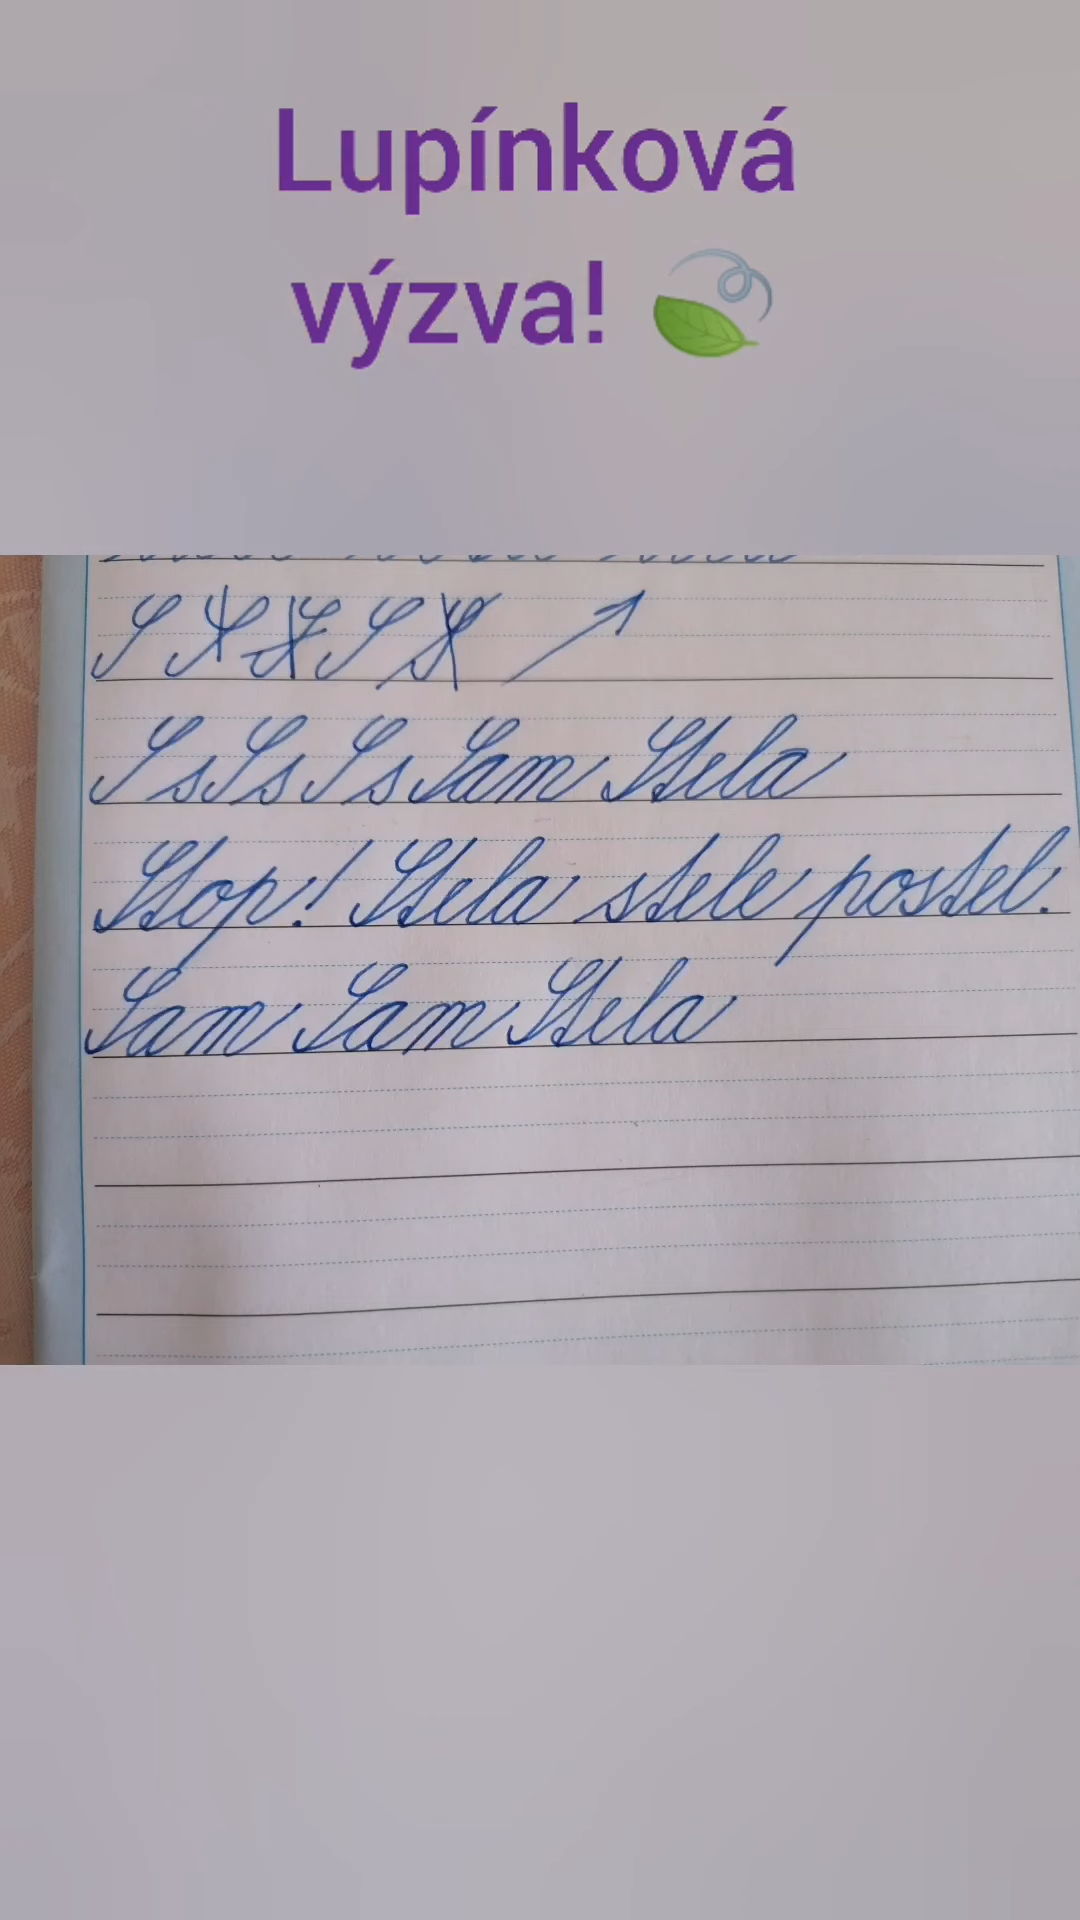 Lupínková
výzva!
S S S S S
S s S s S s Sam Stela
Stop! Stela stele postel.
Sam Sam Stela